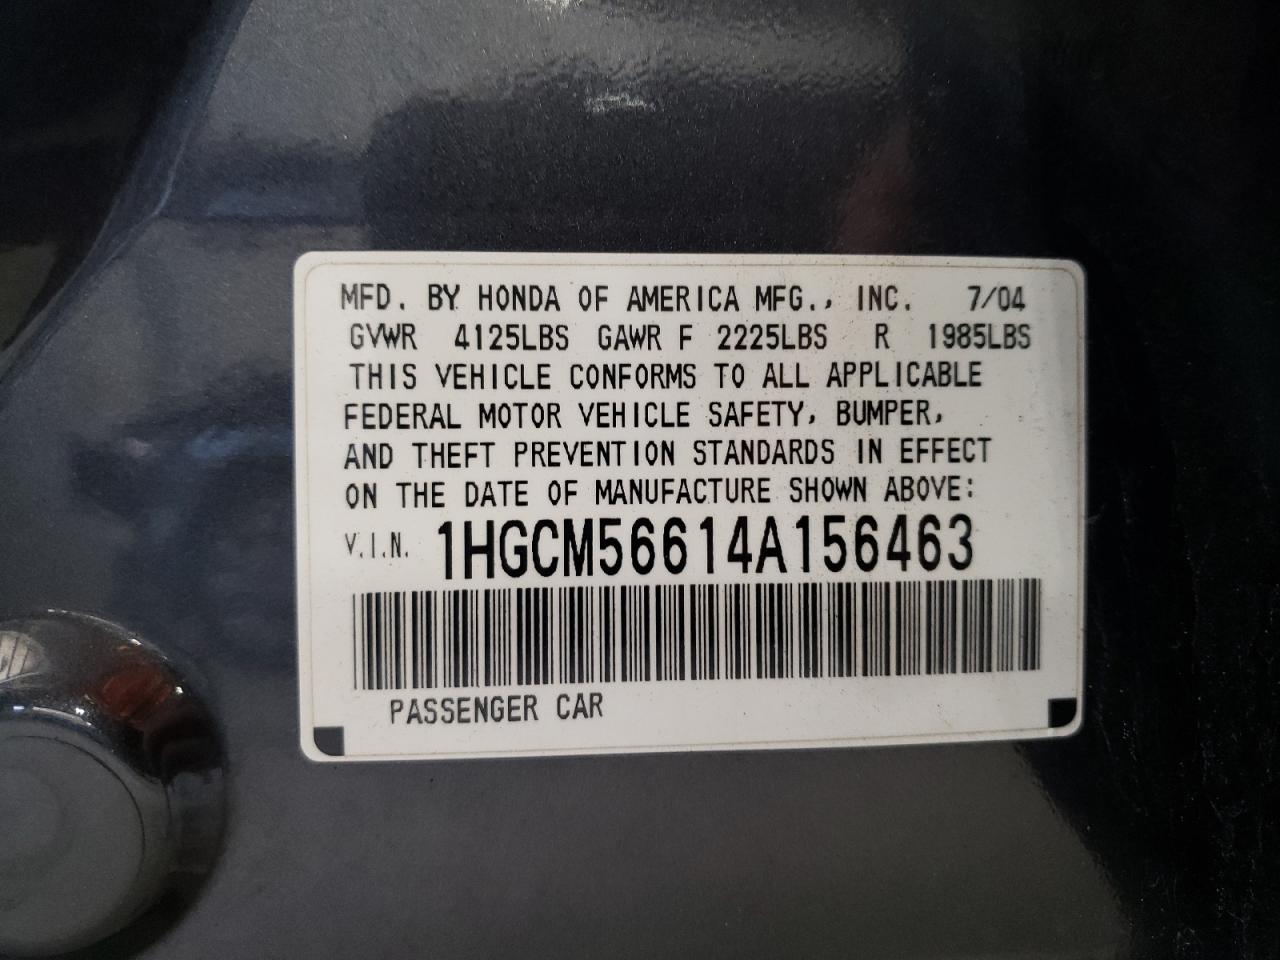 MFD. BY HONDA OF AMERICA MFG., INC. 7/04
GVWR 4125LBS GAWR F 2225LBS R 1985LBS
THIS VEHICLE CONFORMS TO ALL APPLICABLE
FEDERAL MOTOR VEHICLE SAFETY, BUMPER,
AND THEFT PREVENTION STANDARDS IN EFFECT
ON THE DATE OF MANUFACTURE SHOWN ABOVE:
V.I.N. 1HGCM56614A156463
PASSENGER CAR